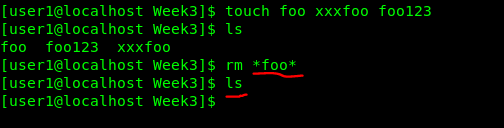 [user1@localhost Week3]$ touch foo xxxfoo foo123
[user1@localhost Week3]$ ls
foo  foo123  xxxfoo
[user1@localhost Week3]$ rm *foo*
[user1@localhost Week3]$ ls
[user1@localhost Week3]$